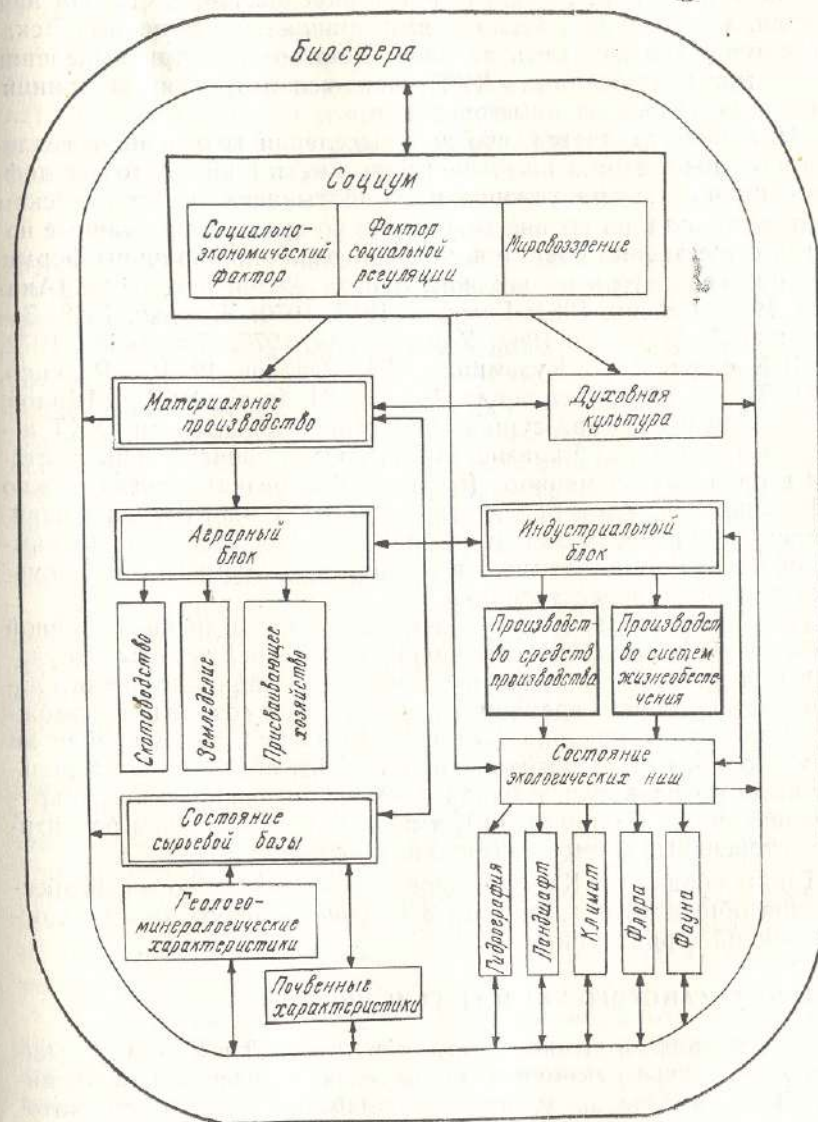 Биосфера
Социум
Социально-
экономический
фактор
Фактор
социальной
регуляции
Мировоззрение
Материальное
производство
Духовная
культура
Аграрный
блок
Индустриальный
блок
Скотоводство
Земледелие
Присваивающее
хозяйство
Производст-
во средств
производства
Производст
во систем
жизнеобеспе-
чения
Состояние
экологических ниш
Состояние
сырьевой базы
Геолого-
минералогические
характеристики
Почвенные
характеристики
Гидрография
Ландшафт
Климат
Флора
Фауна